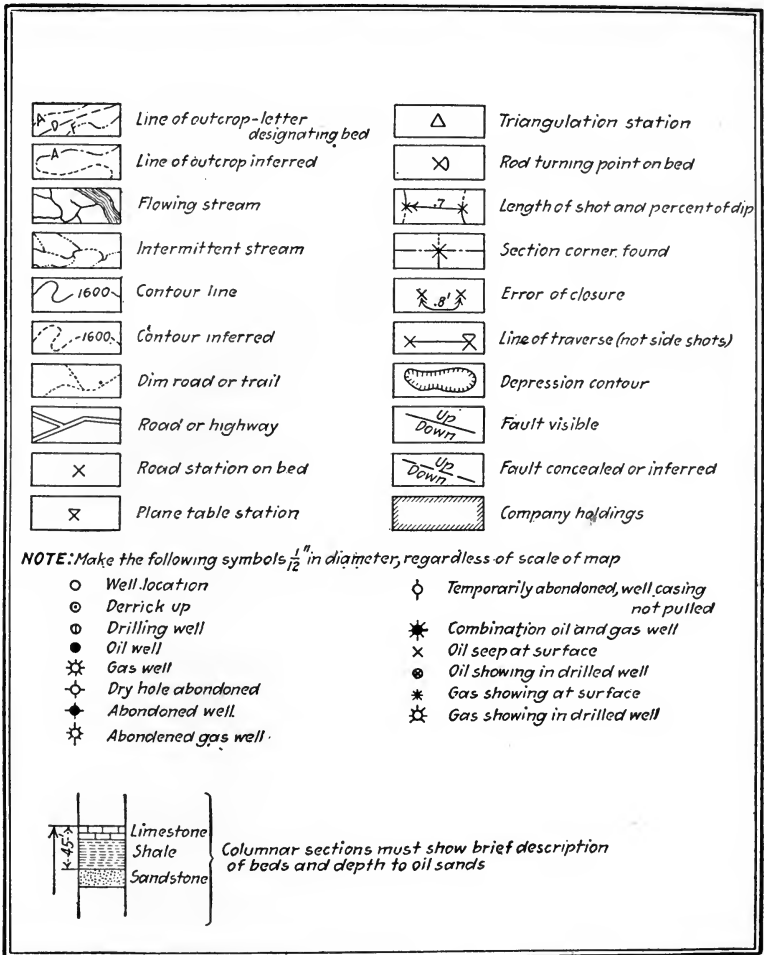 A D F
Line of outcrop-letter
designating bed
A
Line of outcrop inferred
Flowing stream
Intermittent stream
1600
Contour line
1600
Contour inferred
Dim road or trail
Road or highway
Road station on bed
Plane table station
Triangulation station
Rod turning point on bed
.7
Length of shot and percent of dip
Section corner found
.8'
Error of closure
Line of traverse (not side shots)
Depression contour
Up
Down
Fault visible
Up
Down
Fault concealed or inferred
Company holdings
NOTE: Make the following symbols 1/12" in diameter, regardless of scale of map
Well location
Derrick up
Drilling well
Oil well
Gas well
Dry hole abondoned
Abondoned well
Abondened gas well
Temporarily abandoned, well casing
not pulled
Combination oil and gas well
Oil seep at surface
Oil showing in drilled well
Gas showing at surface
Gas showing in drilled well
45'
Limestone
Shale
Sandstone
Columnar sections must show brief description
of beds and depth to oil sands